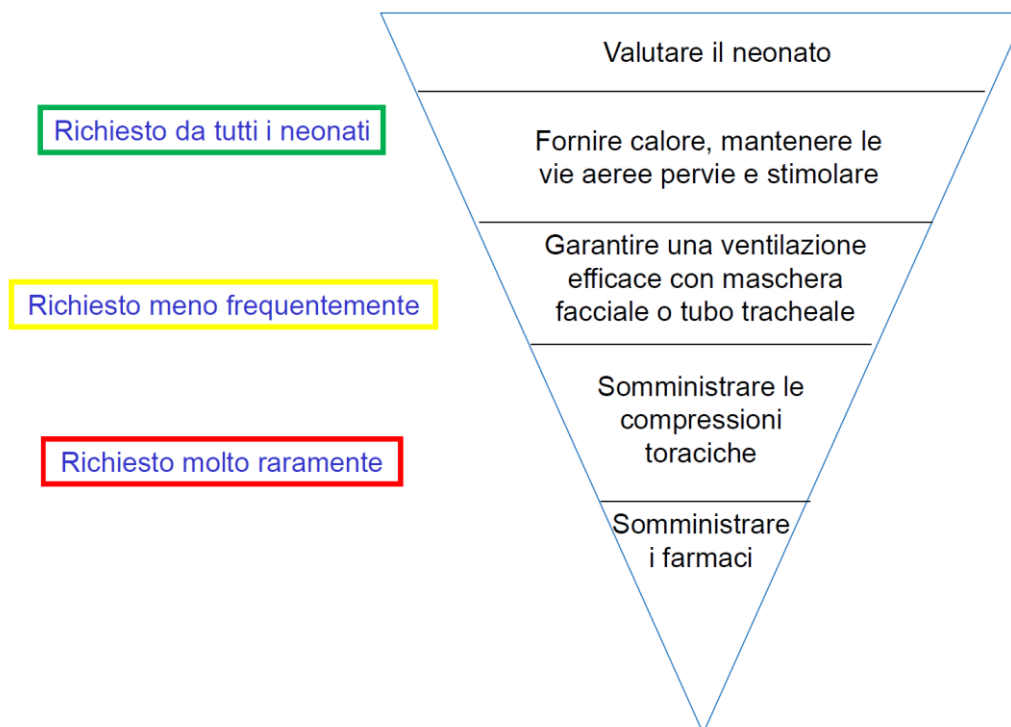 Valutare il neonato
Richiesto da tutti i neonati
Fornire calore, mantenere le
vie aeree pervie e stimolare
Richiesto meno frequentemente
Garantire una ventilazione
efficace con maschera
facciale o tubo tracheale
Richiesto molto raramente
Somministrare le
compressioni
toraciche
Somministrare
i farmaci